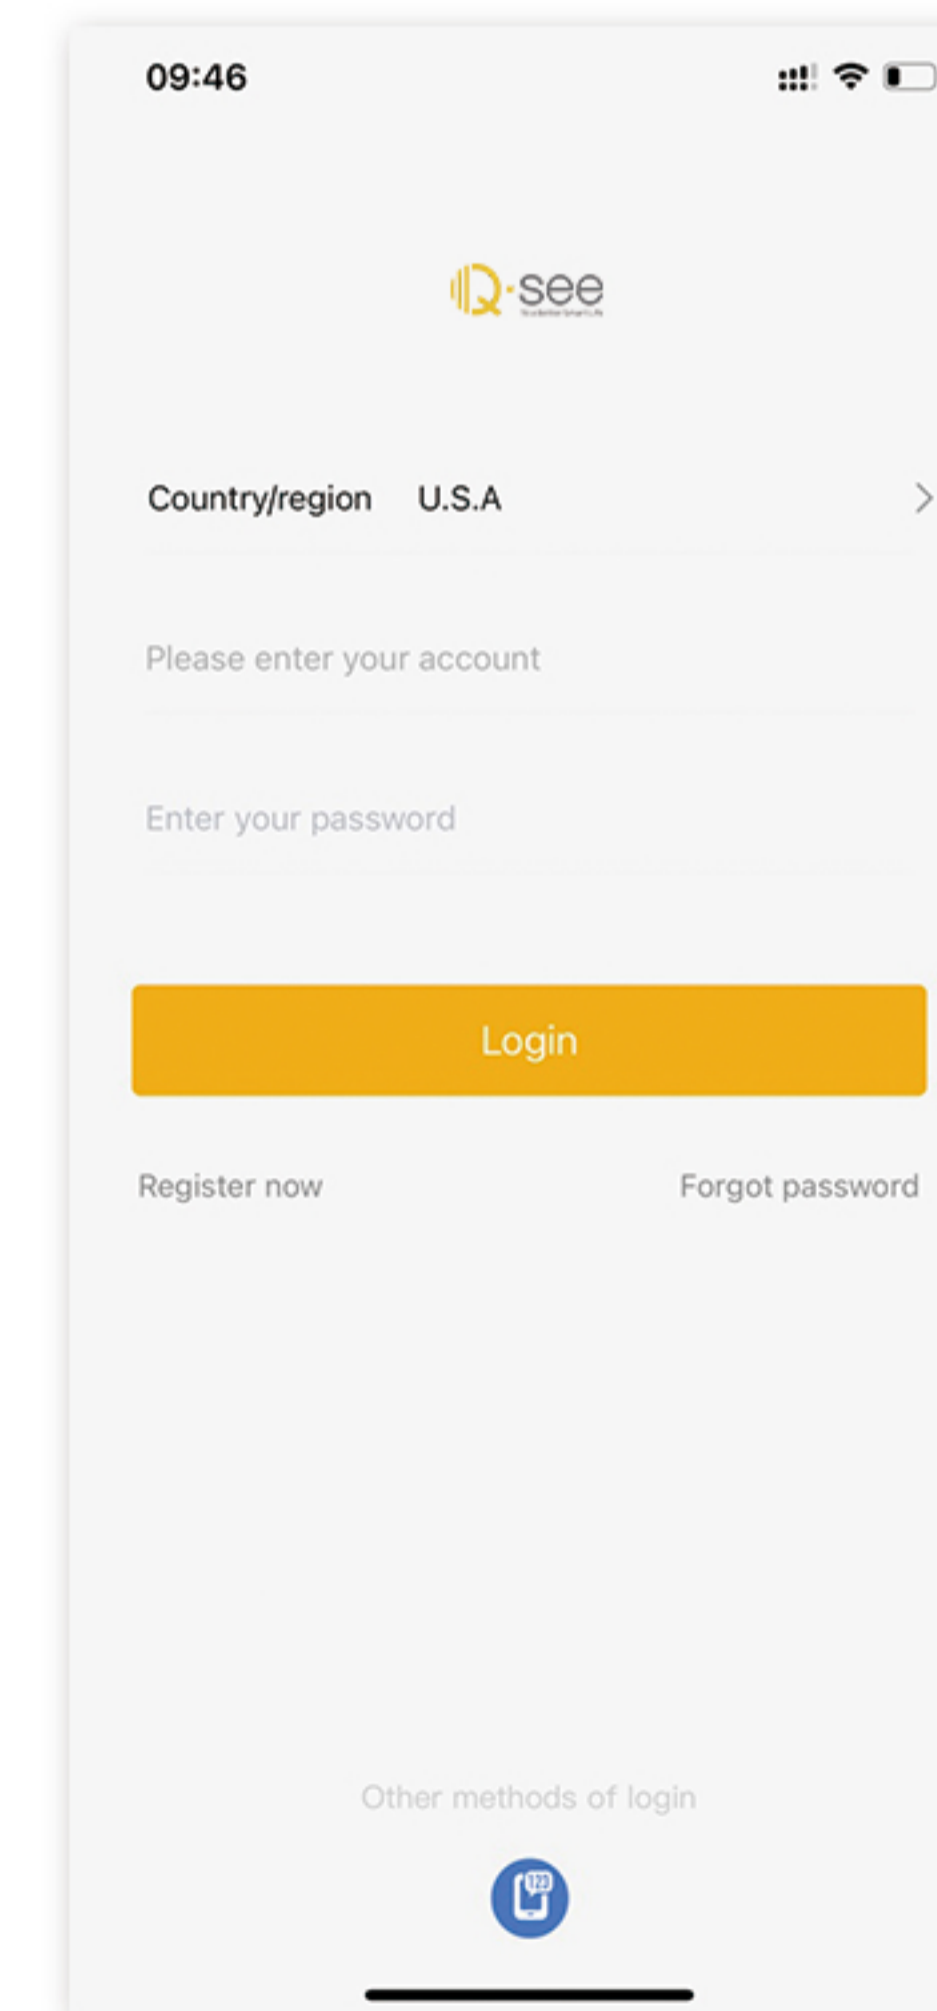 09:46
Q·see
Country/region U.S.A
Please enter your account
Enter your password
Login
Register now Forgot password
Other methods of login
123